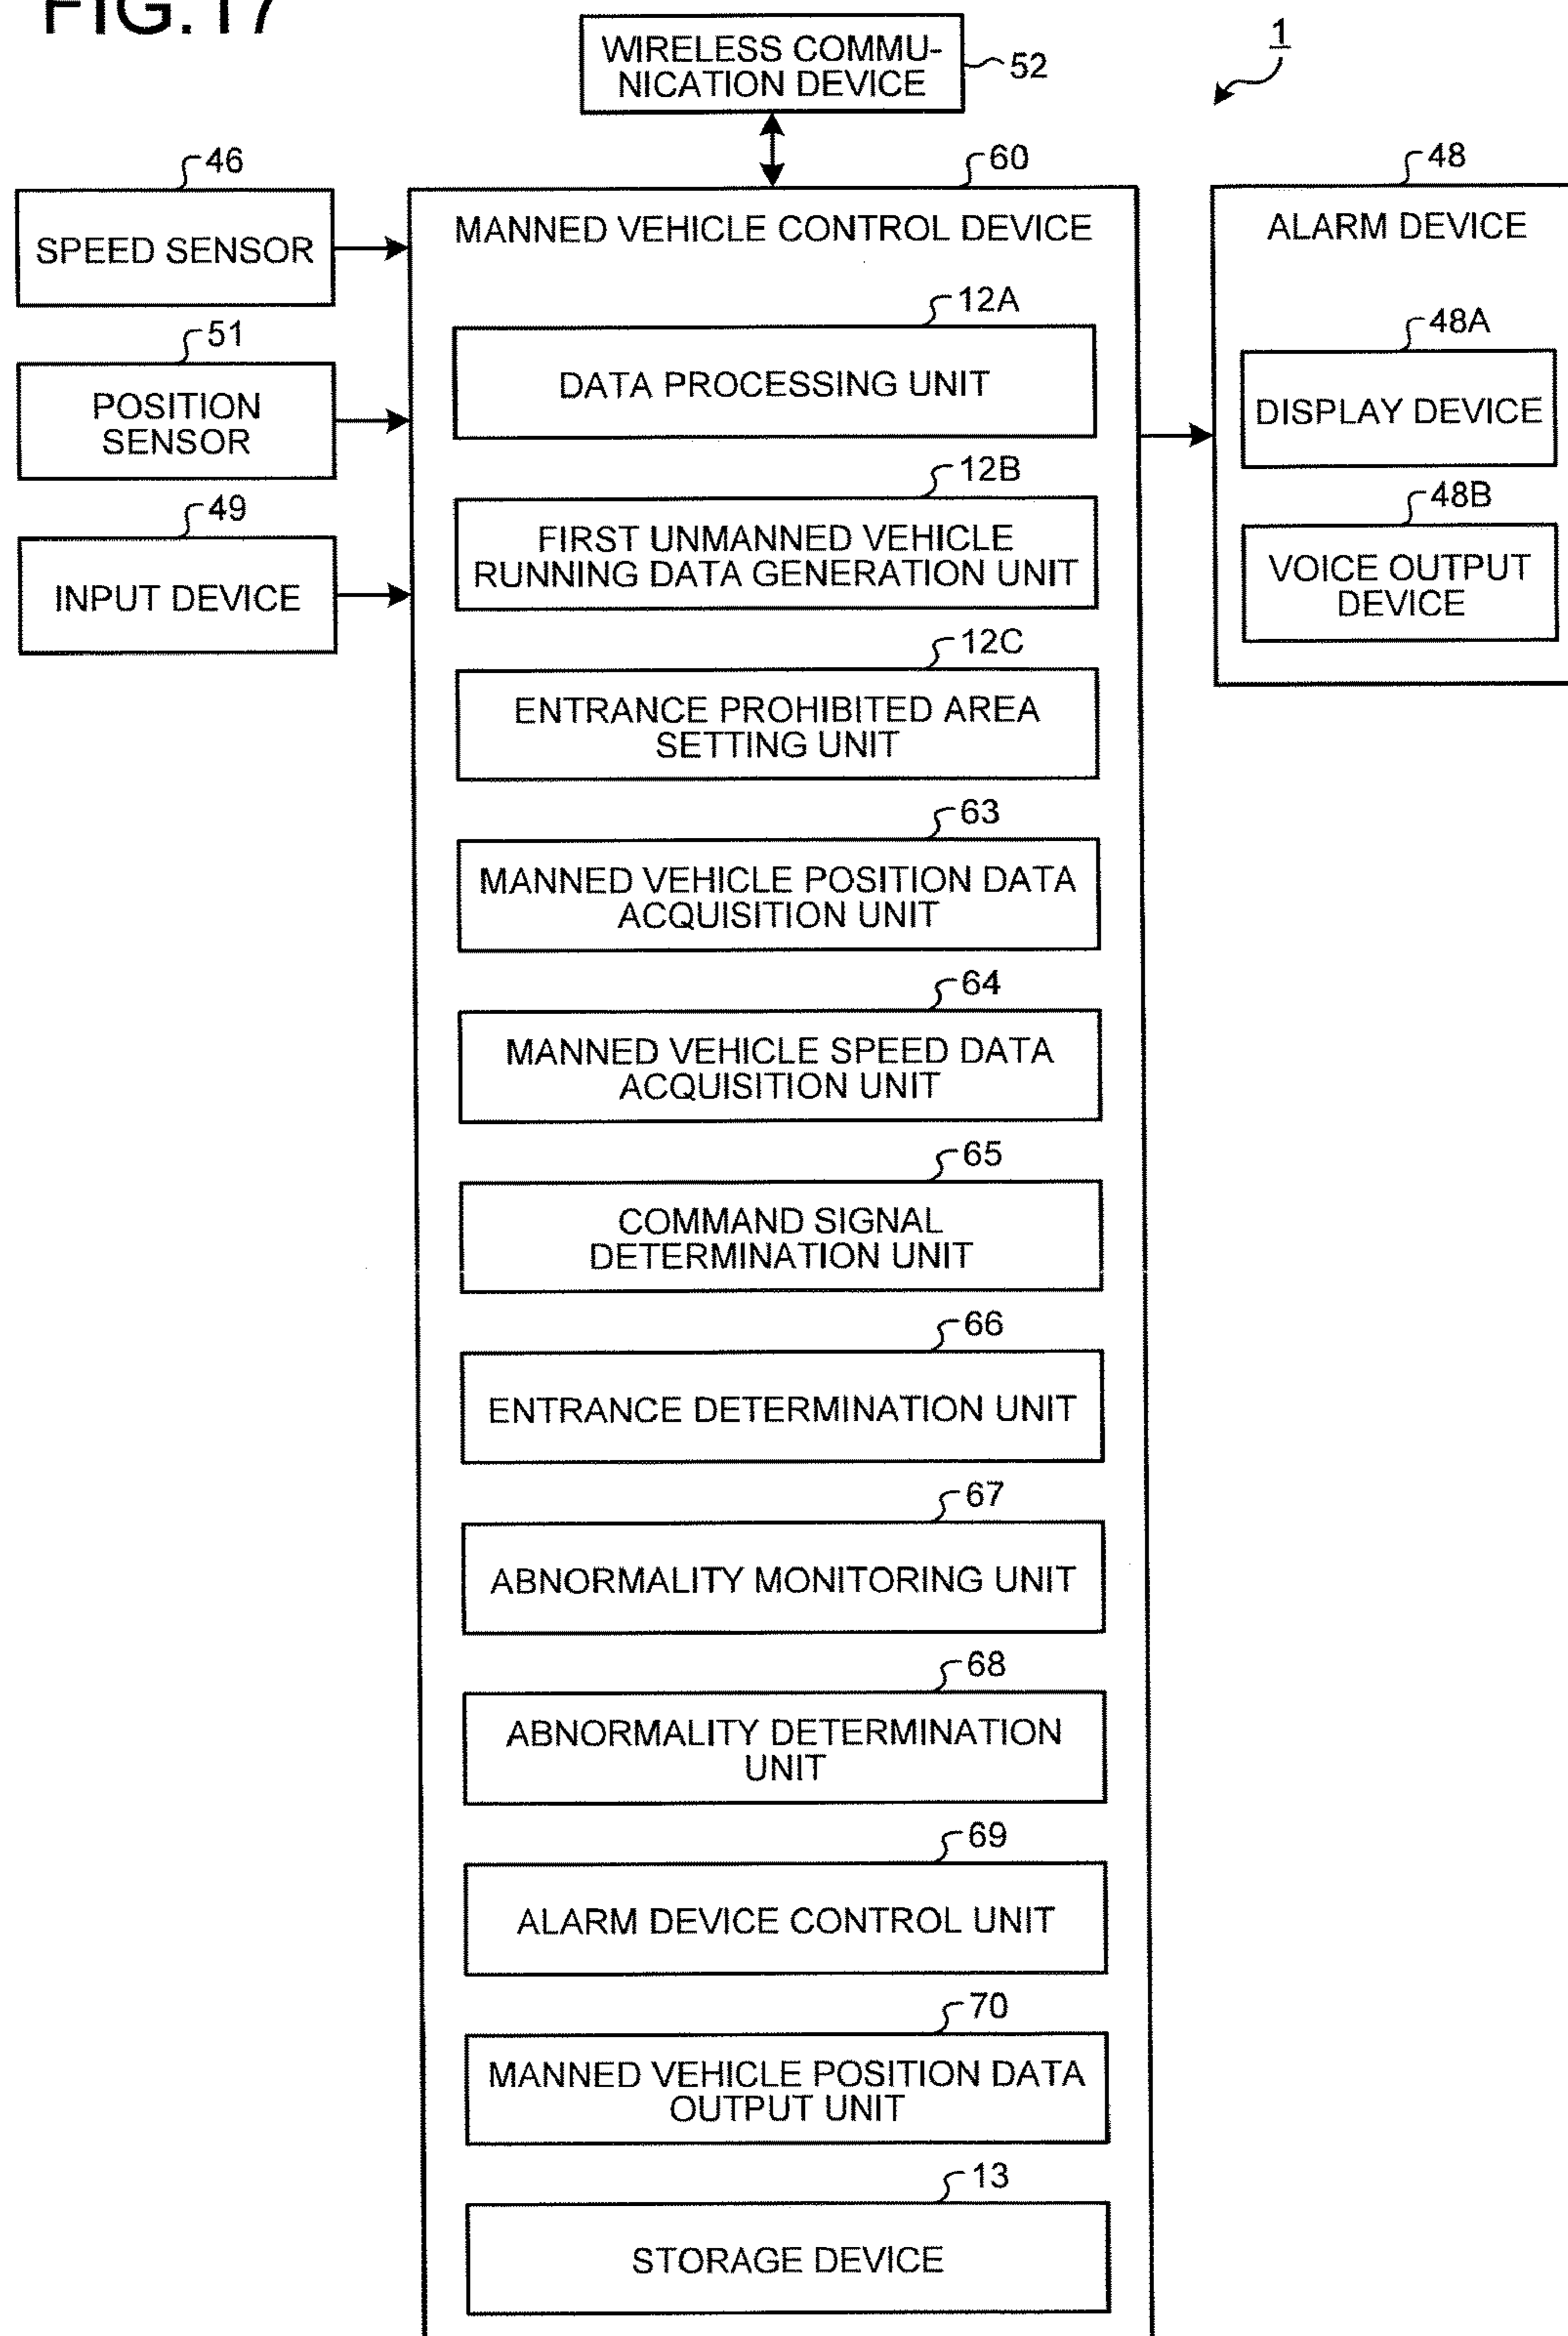 FIG.17
WIRELESS COMMU-
NICATION DEVICE
52
1
46
SPEED SENSOR
51
POSITION
SENSOR
49
INPUT DEVICE
60
MANNED VEHICLE CONTROL DEVICE
12A
DATA PROCESSING UNIT
12B
FIRST UNMANNED VEHICLE
RUNNING DATA GENERATION UNIT
12C
ENTRANCE PROHIBITED AREA
SETTING UNIT
63
MANNED VEHICLE POSITION DATA
ACQUISITION UNIT
64
MANNED VEHICLE SPEED DATA
ACQUISITION UNIT
65
COMMAND SIGNAL
DETERMINATION UNIT
66
ENTRANCE DETERMINATION UNIT
67
ABNORMALITY MONITORING UNIT
68
ABNORMALITY DETERMINATION
UNIT
69
ALARM DEVICE CONTROL UNIT
70
MANNED VEHICLE POSITION DATA
OUTPUT UNIT
13
STORAGE DEVICE
48
ALARM DEVICE
48A
DISPLAY DEVICE
48B
VOICE OUTPUT
DEVICE